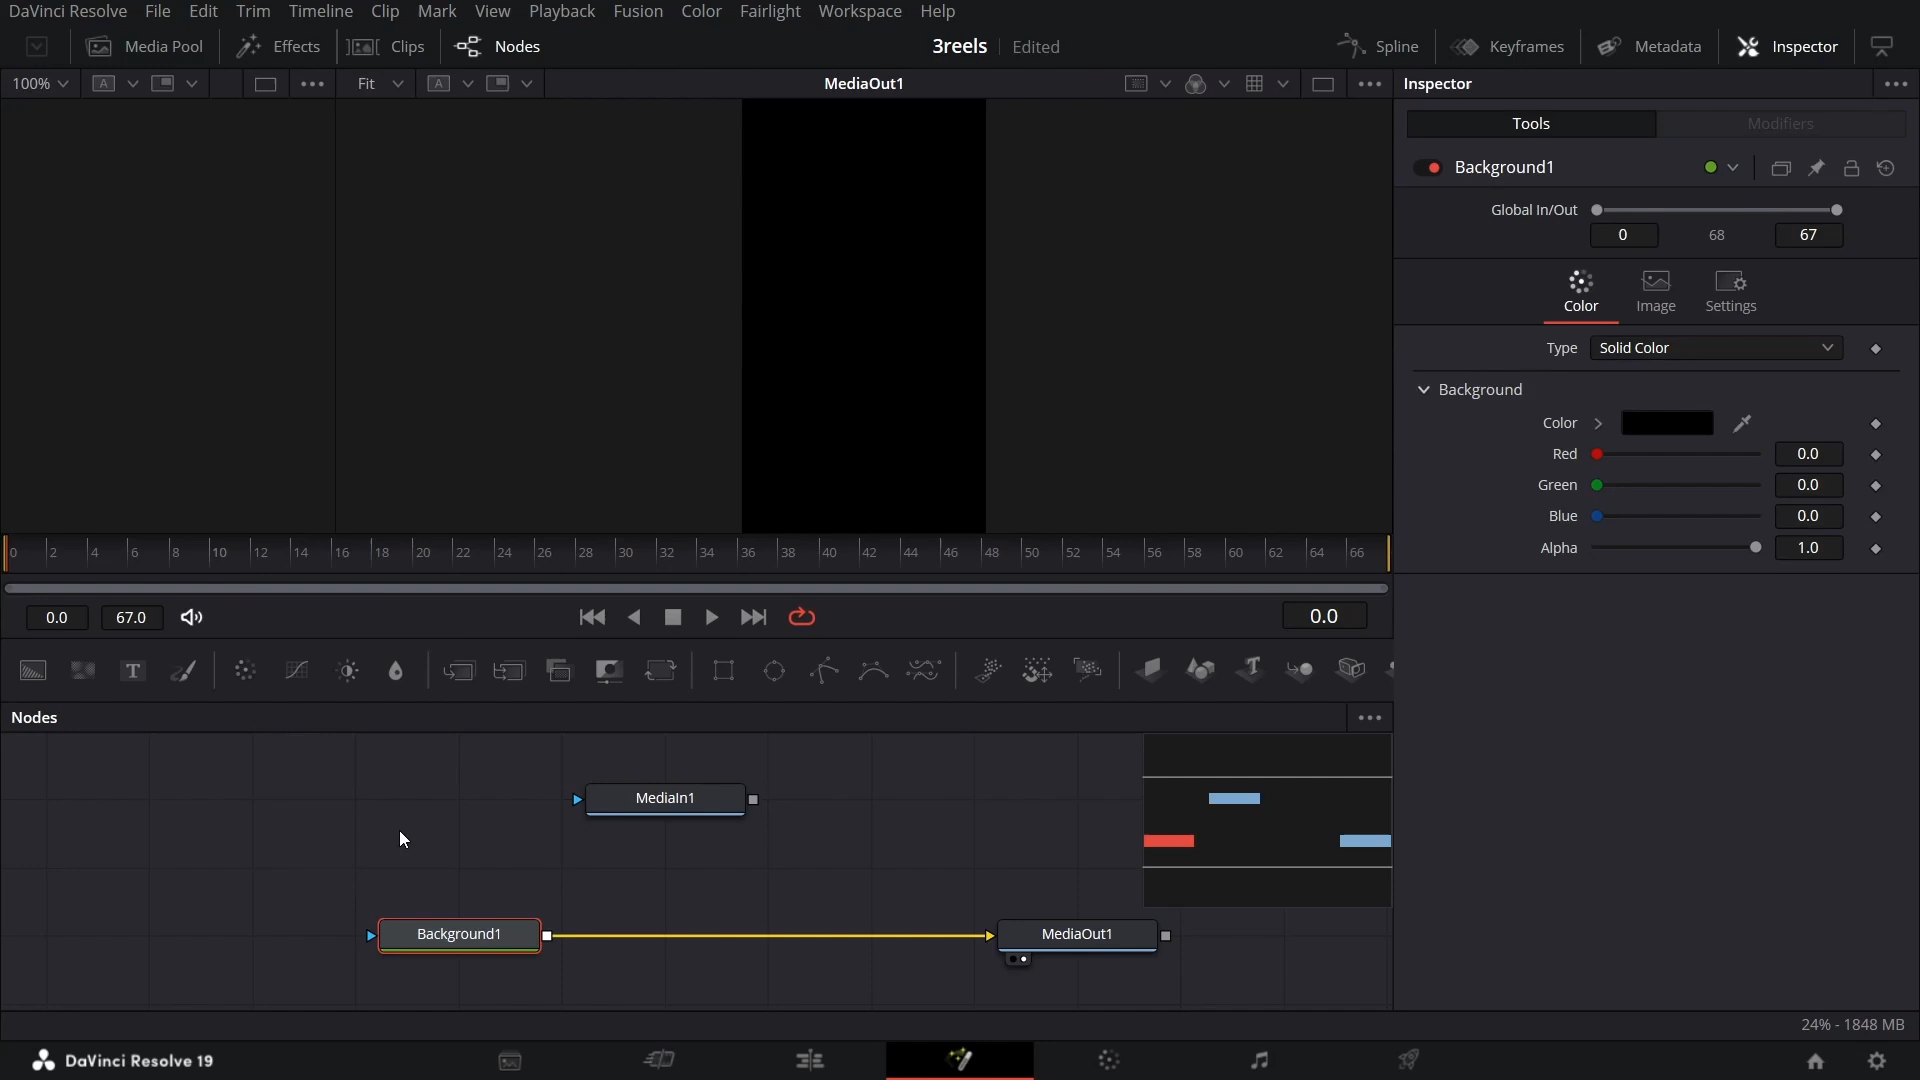 DaVinci Resolve File Edit Trim Timeline Clip Mark View Playback Fusion Color Fairlight Workspace Help
Media Pool Effects Clips Nodes 3reels Edited Spline Keyframes Metadata Inspector
100% A Fit A MediaOut1 Inspector
Tools Modifiers
Background1
Global In/Out
0 68 67
Color Image Settings
Type Solid Color
Background
Color
Red 0.0
Green 0.0
Blue 0.0
Alpha 1.0
0 2 4 6 8 10 12 14 16 18 20 22 24 26 28 30 32 34 36 38 40 42 44 46 48 50 52 54 56 58 60 62 64 66
0.0 67.0 0.0
T T
Nodes
MediaIn1
Background1 MediaOut1
24% - 1848 MB
DaVinci Resolve 19